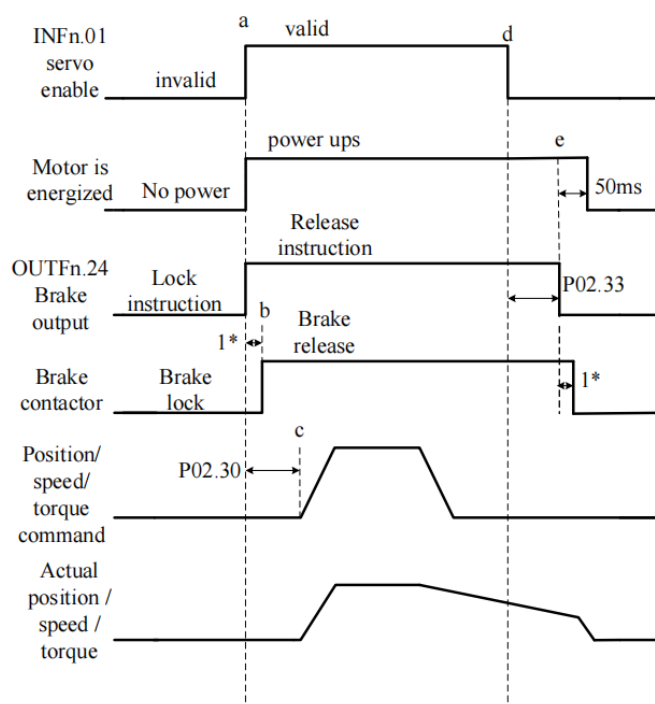 a
INFn.01
servo
enable
invalid
valid
d
Motor is
energized
No power
power ups
e
50ms
OUTFn.24
Brake
output
Lock
instruction
Release
instruction
P02.33
1*
b
Brake
contactor
Brake
lock
Brake
release
1*
Position/
speed/
torque
command
P02.30
c
Actual
position /
speed /
torque